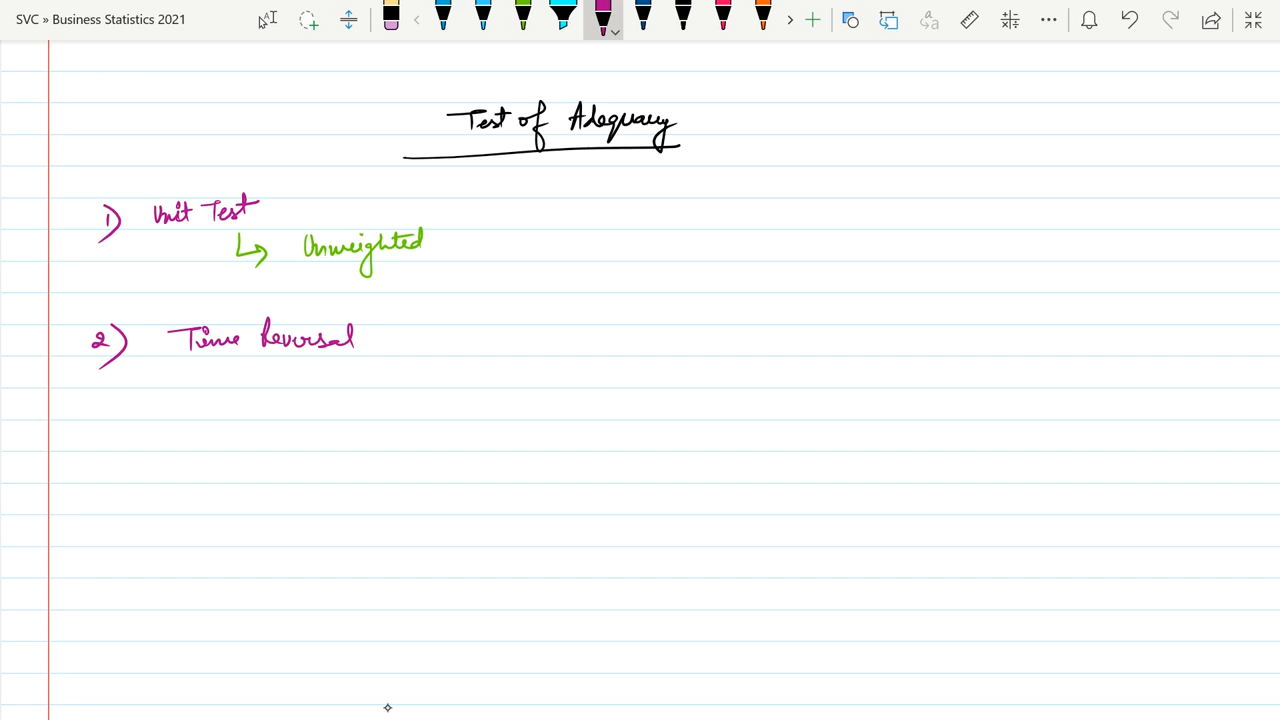 SVC » Business Statistics 2021
Test of Adequacy
1) Unit Test
↳ Unweighted
2) Time Reversal